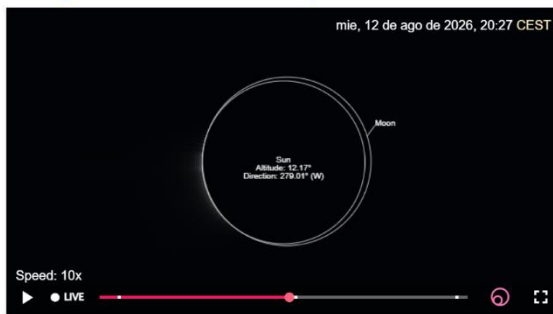 mie, 12 de ago de 2026, 20:27 CEST
Moon
Sun
Altitude: 12.17°
Direction: 279.01° (W)
Speed: 10x
LIVE